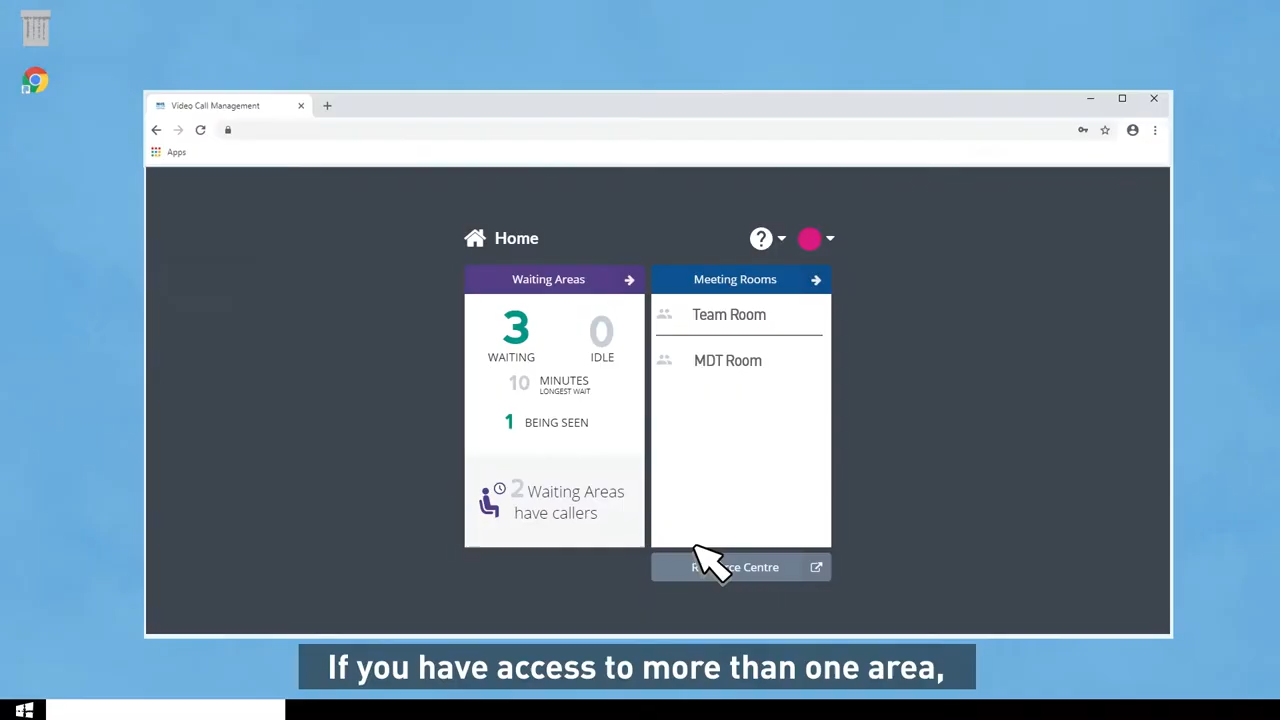 Video Call Management
Apps
Home
?
Waiting Areas
Meeting Rooms
3
WAITING
0
IDLE
10 MINUTES
LONGEST WAIT
1 BEING SEEN
2 Waiting Areas
have callers
Team Room
MDT Room
Centre
If you have access to more than one area,